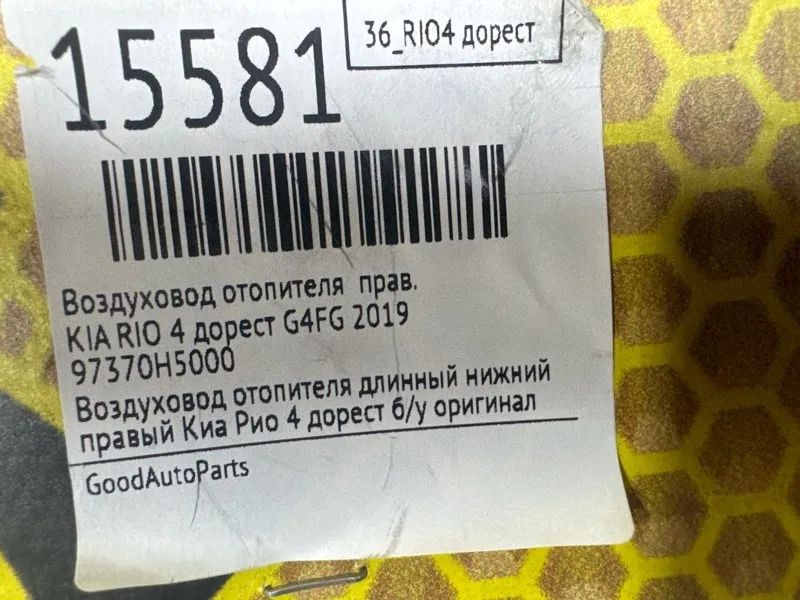 36_RIO4 дорест
15581
Воздуховод отопителя прав.
KIA RIO 4 дорест G4FG 2019
97370H5000
Воздуховод отопителя длинный нижний
правый Киа Рио 4 дорест б/у оригинал
GoodAutoParts